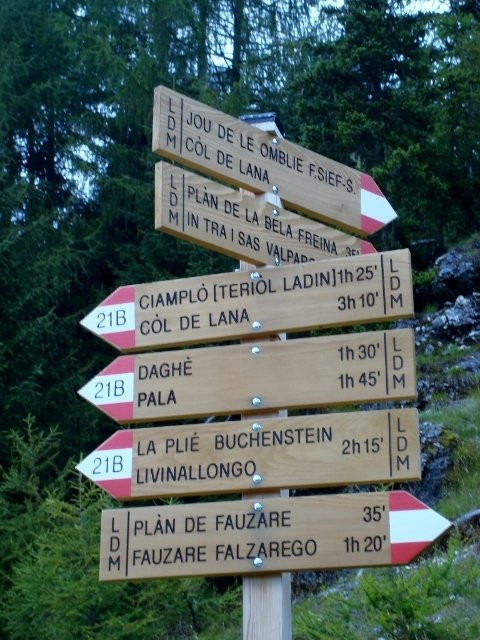 LDM
JOU DE LE OMBLIE F.SIEF-S.
CÒL DE LANA
LDM
PLÀN DE LA BELA FREINA 35'
IN TRA I SAS
21B
CIAMPLÒ [TERIOL LADIN] 1h 25'
CÒL DE LANA 3h 10'
LDM
21B
DAGHÈ 1h 30'
PALA 1h 45'
LDM
21B
LA PLIÉ BUCHENSTEIN
LIVINALLONGO 2h 15'
LDM
LDM
PLÀN DE FAUZARE 35'
FAUZARE FALZAREGO 1h 20'